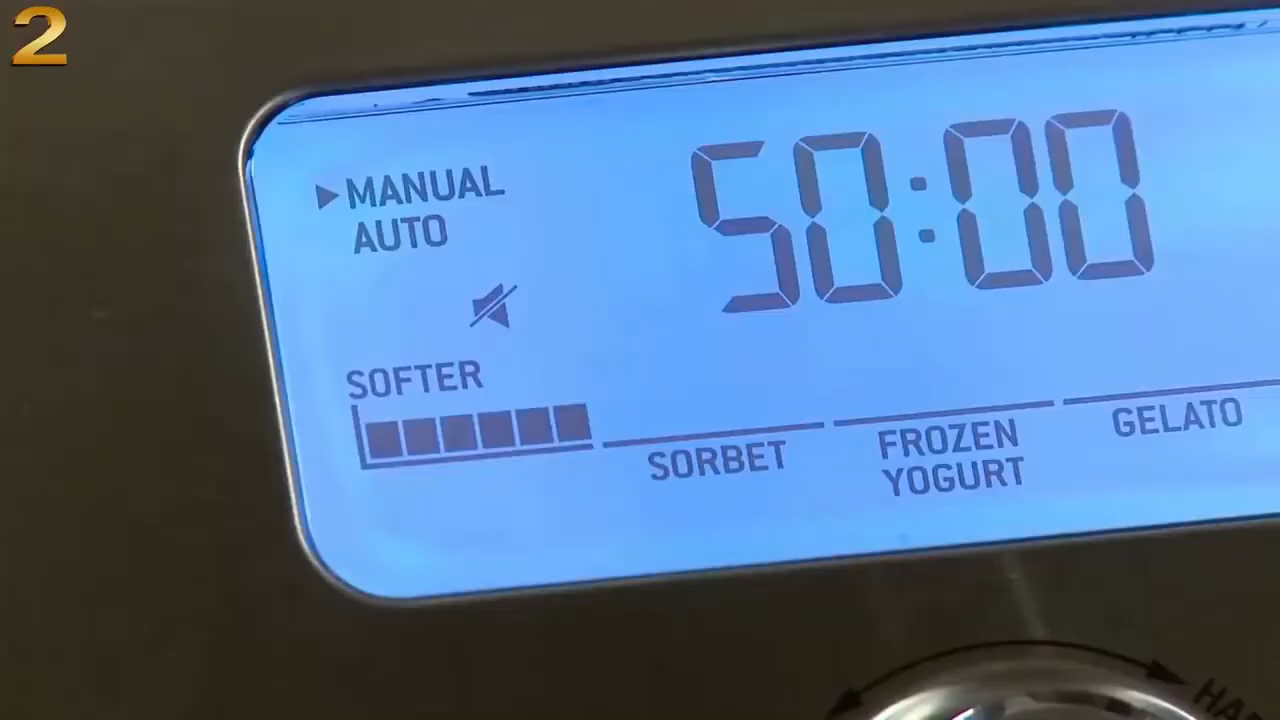 2
MANUAL
50:00
AUTO
SOFTER
SORBET
FROZEN
YOGURT
GELATO